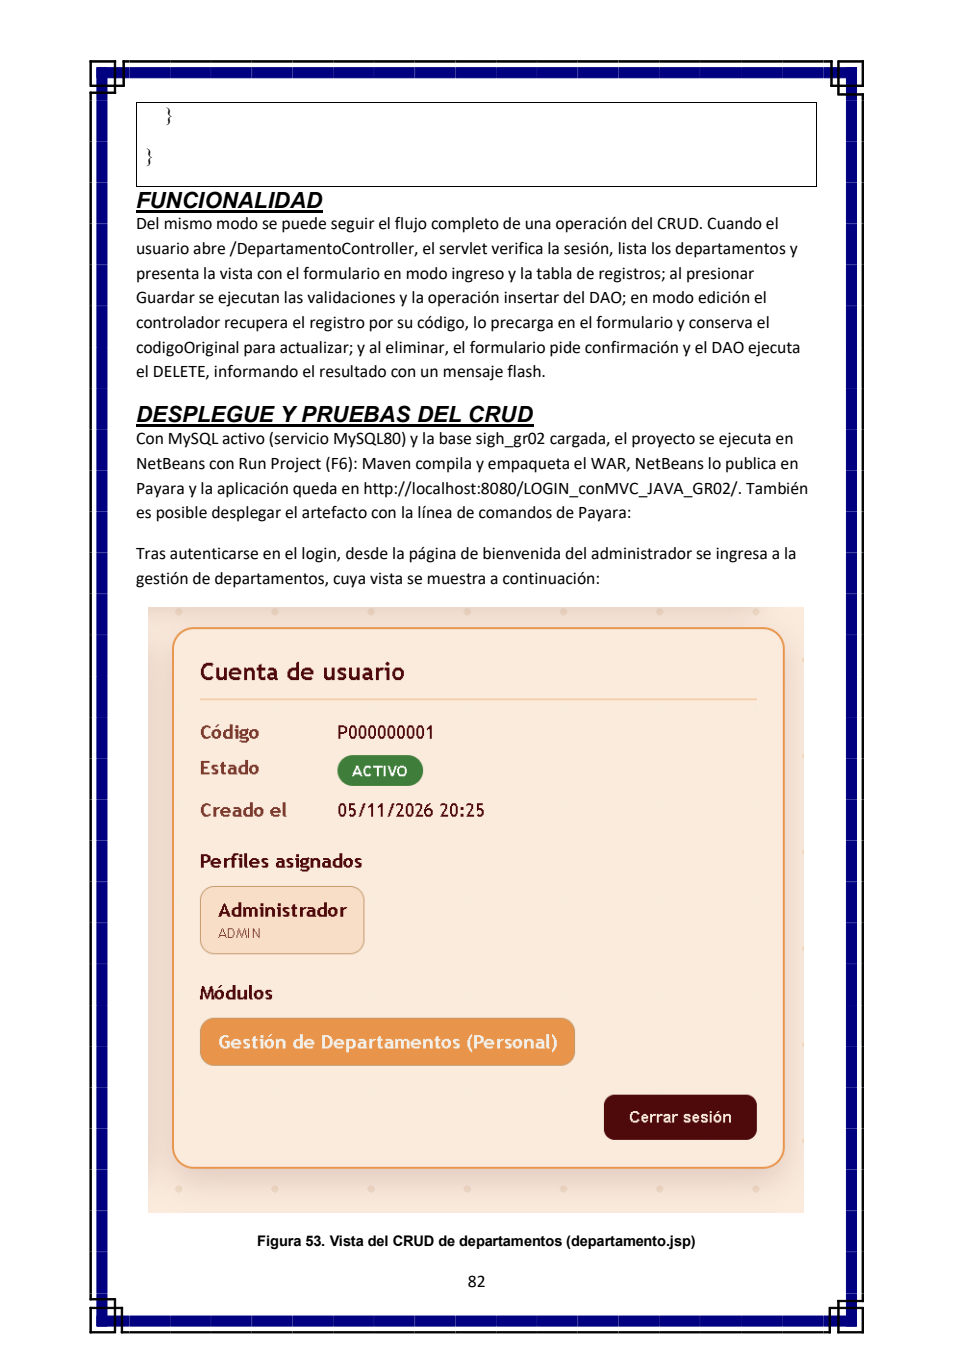 }
}
FUNCIONALIDAD
Del mismo modo se puede seguir el flujo completo de una operación del CRUD. Cuando el
usuario abre /DepartamentoController, el servlet verifica la sesión, lista los departamentos y
presenta la vista con el formulario en modo ingreso y la tabla de registros; al presionar
Guardar se ejecutan las validaciones y la operación insertar del DAO; en modo edición el
controlador recupera el registro por su código, lo precarga en el formulario y conserva el
codigoOriginal para actualizar; y al eliminar, el formulario pide confirmación y el DAO ejecuta
el DELETE, informando el resultado con un mensaje flash.
DESPLEGUE Y PRUEBAS DEL CRUD
Con MySQL activo (servicio MySQL80) y la base sigh_gr02 cargada, el proyecto se ejecuta en
NetBeans con Run Project (F6): Maven compila y empaqueta el WAR, NetBeans lo publica en
Payara y la aplicación queda en http://localhost:8080/LOGIN_conMVC_JAVA_GR02/. También
es posible desplegar el artefacto con la línea de comandos de Payara:
Tras autenticarse en el login, desde la página de bienvenida del administrador se ingresa a la
gestión de departamentos, cuya vista se muestra a continuación:
Cuenta de usuario
Código P000000001
Estado ACTIVO
Creado el 05/11/2026 20:25
Perfiles asignados
Administrador
ADMIN
Módulos
Gestión de Departamentos (Personal)
Cerrar sesión
Figura 53. Vista del CRUD de departamentos (departamento.jsp)
82